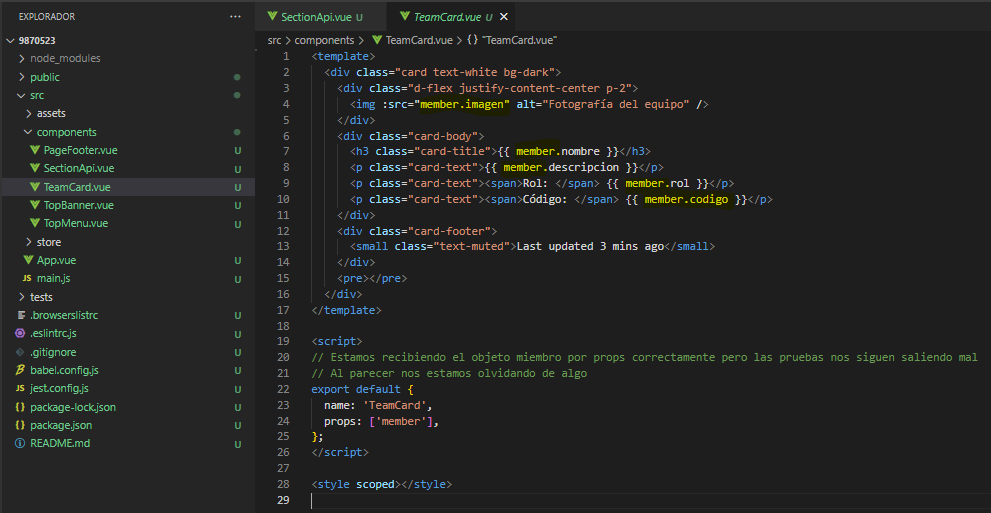 EXPLORADOR
9870523
node_modules
public
src
assets
components
PageFooter.vue U
SectionApi.vue U
TeamCard.vue U
TopBanner.vue U
TopMenu.vue U
store
App.vue U
JS main.js U
tests
.browserslistrc U
.eslintrc.js U
.gitignore U
babel.config.js U
JS jest.config.js U
{} package-lock.json U
{} package.json U
README.md U
SectionApi.vue U
TeamCard.vue U
src > components > TeamCard.vue > {} "TeamCard.vue"
1 <template>
2 <div class="card text-white bg-dark">
3 <div class="d-flex justify-content-center p-2">
4 <img :src="member.imagen" alt="Fotografía del equipo" />
5 </div>
6 <div class="card-body">
7 <h3 class="card-title">{{ member.nombre }}</h3>
8 <p class="card-text">{{ member.descripcion }}</p>
9 <p class="card-text"><span>Rol: </span> {{ member.rol }}</p>
10 <p class="card-text"><span>Código: </span> {{ member.codigo }}</p>
11 </div>
12 <div class="card-footer">
13 <small class="text-muted">Last updated 3 mins ago</small>
14 </div>
15 <pre></pre>
16 </div>
17 </template>
18
19 <script>
20 // Estamos recibiendo el objeto miembro por props correctamente pero las pruebas nos siguen saliendo mal
21 // Al parecer nos estamos olvidando de algo
22 export default {
23 name: 'TeamCard',
24 props: ['member'],
25 };
26 </script>
27
28 <style scoped></style>
29